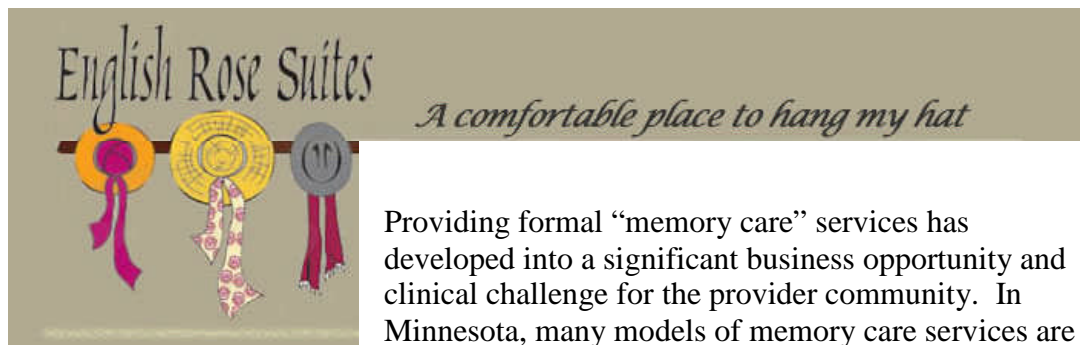 English Rose Suites
A comfortable place to hang my hat
Providing formal “memory care” services has
developed into a significant business opportunity and
clinical challenge for the provider community.  In
Minnesota, many models of memory care services are